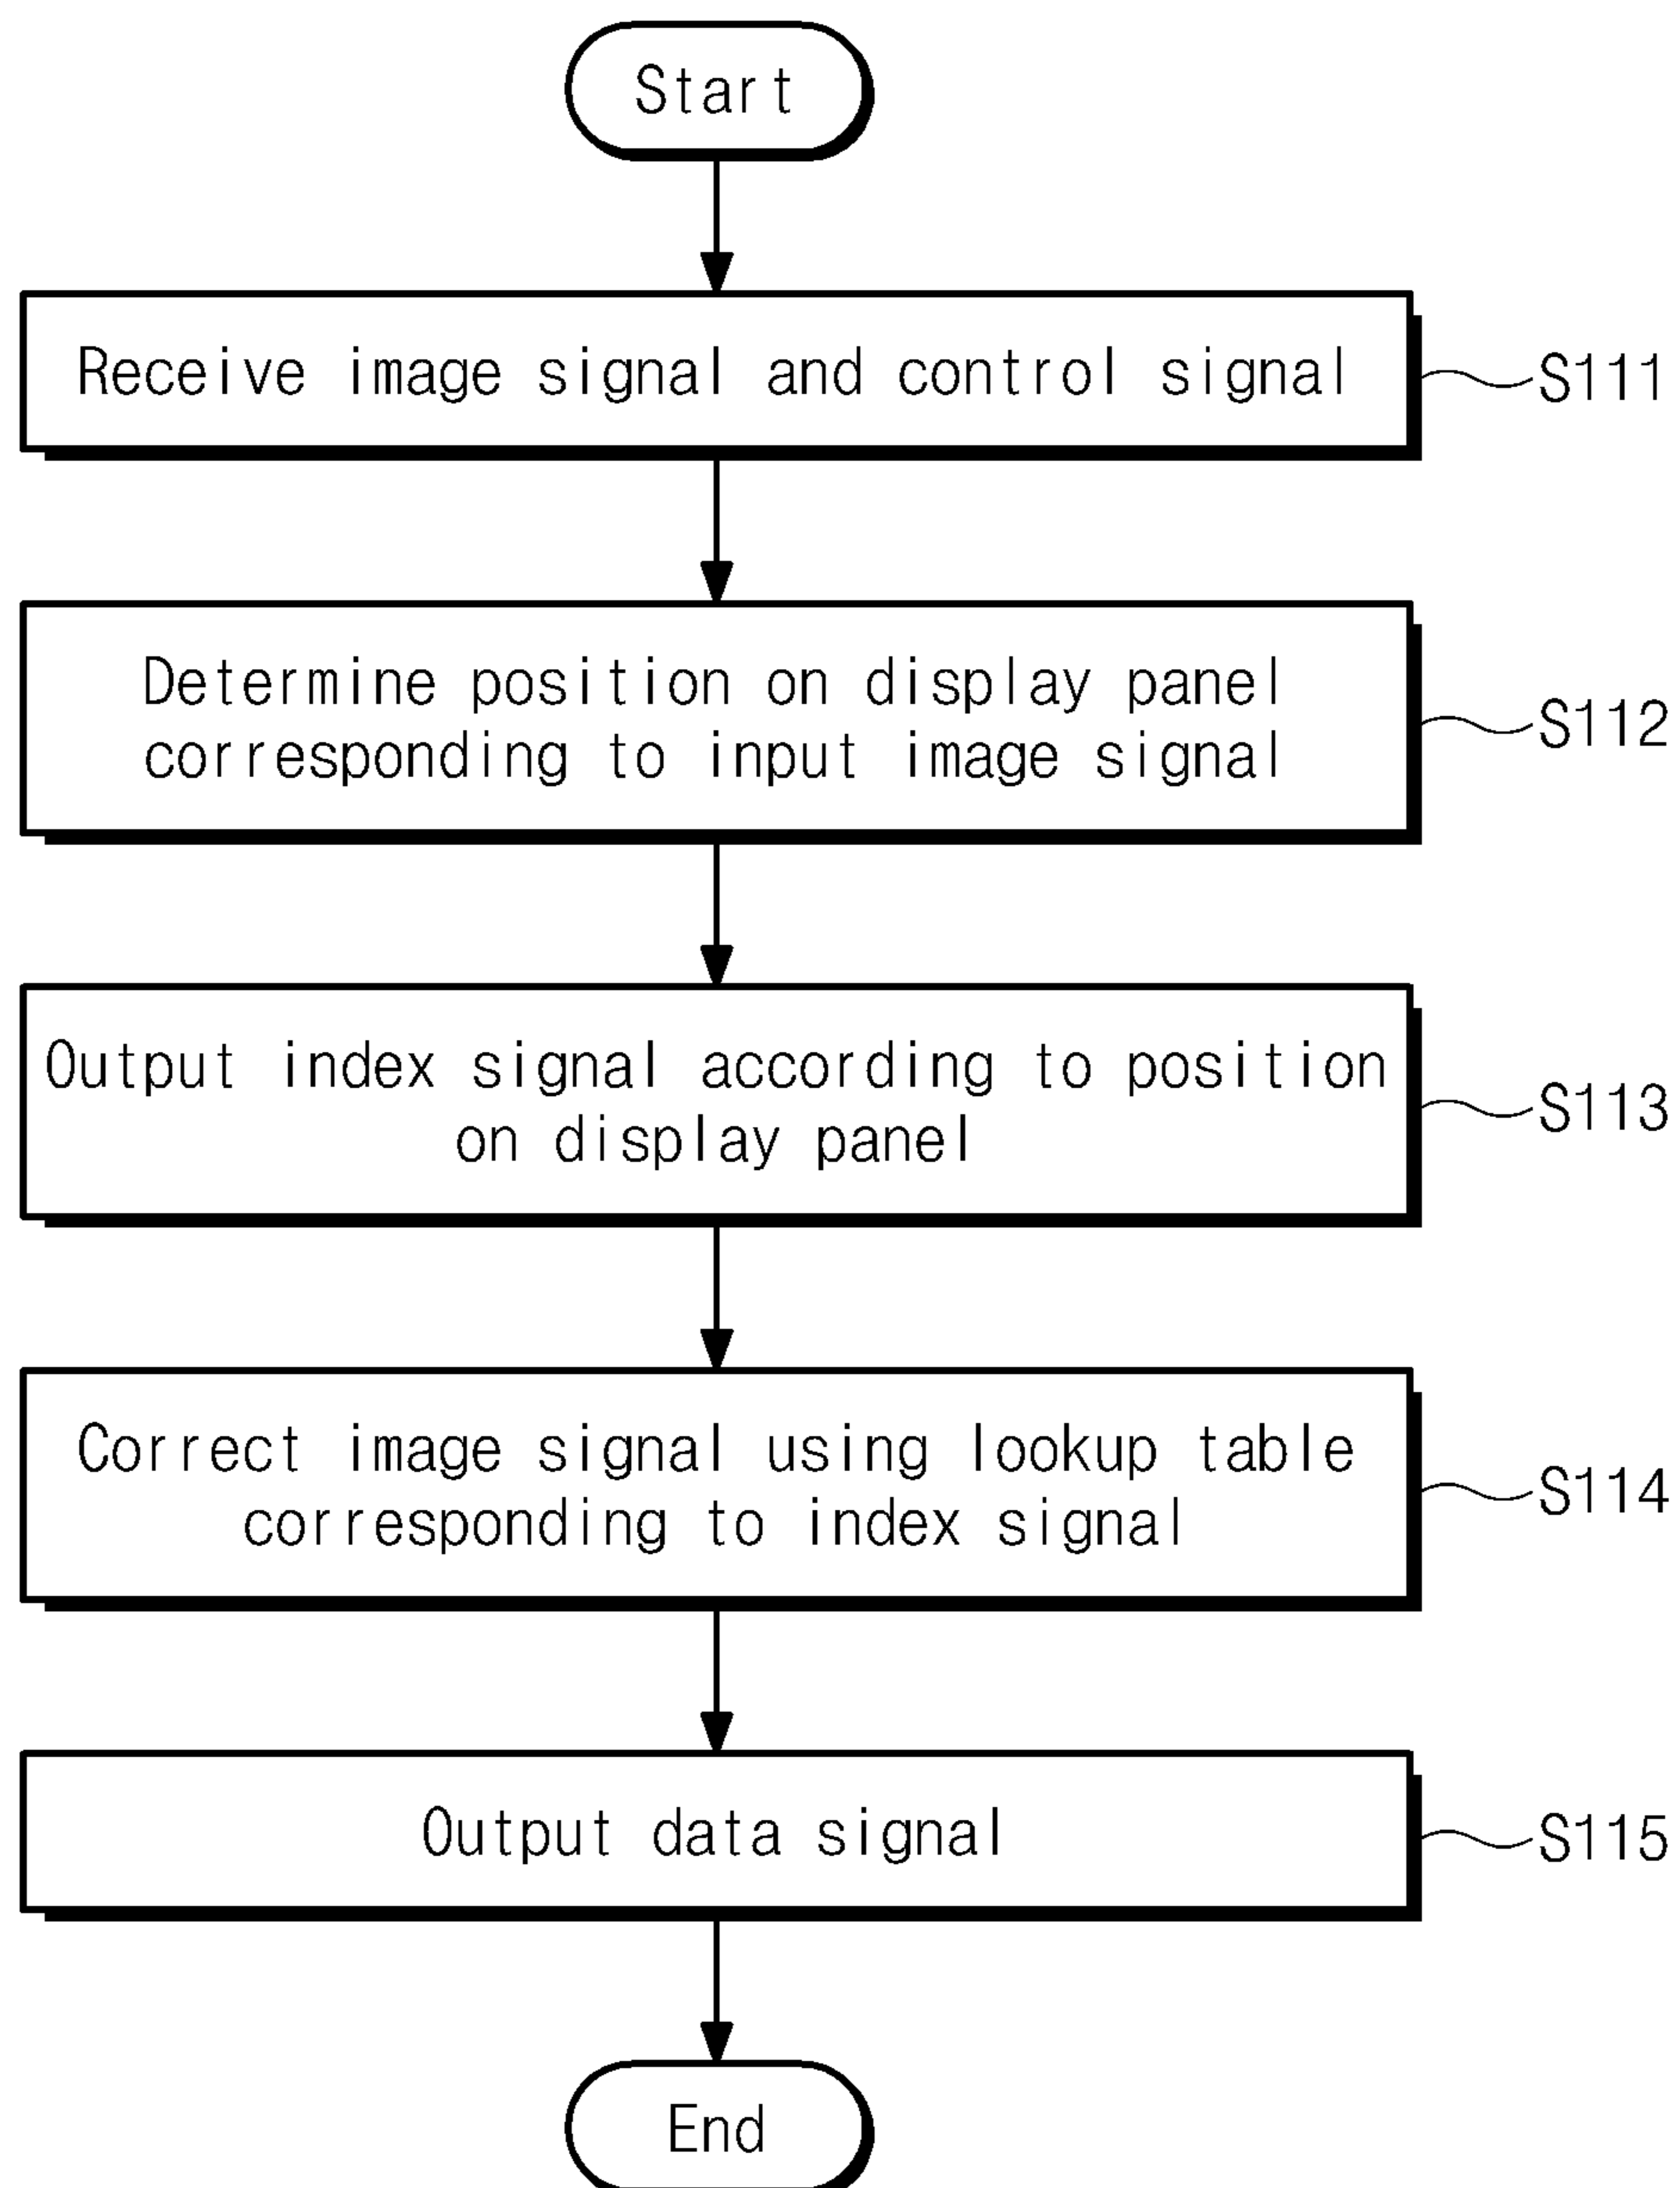 Start
Receive image signal and control signal
S111
Determine position on display panel
corresponding to input image signal
S112
Output index signal according to position
on display panel
S113
Correct image signal using lookup table
corresponding to index signal
S114
Output data signal
S115
End